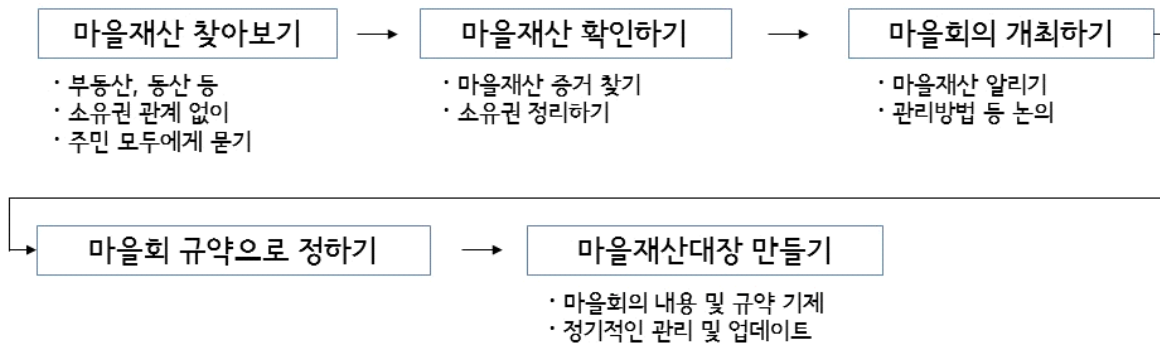 마을재산 찾아보기
· 부동산, 동산 등
· 소유권 관계 없이
· 주민 모두에게 묻기
마을재산 확인하기
· 마을재산 증거 찾기
· 소유권 정리하기
마을회의 개최하기
· 마을재산 알리기
· 관리방법 등 논의
마을회 규약으로 정하기
마을재산대장 만들기
· 마을회의 내용 및 규약 기제
· 정기적인 관리 및 업데이트